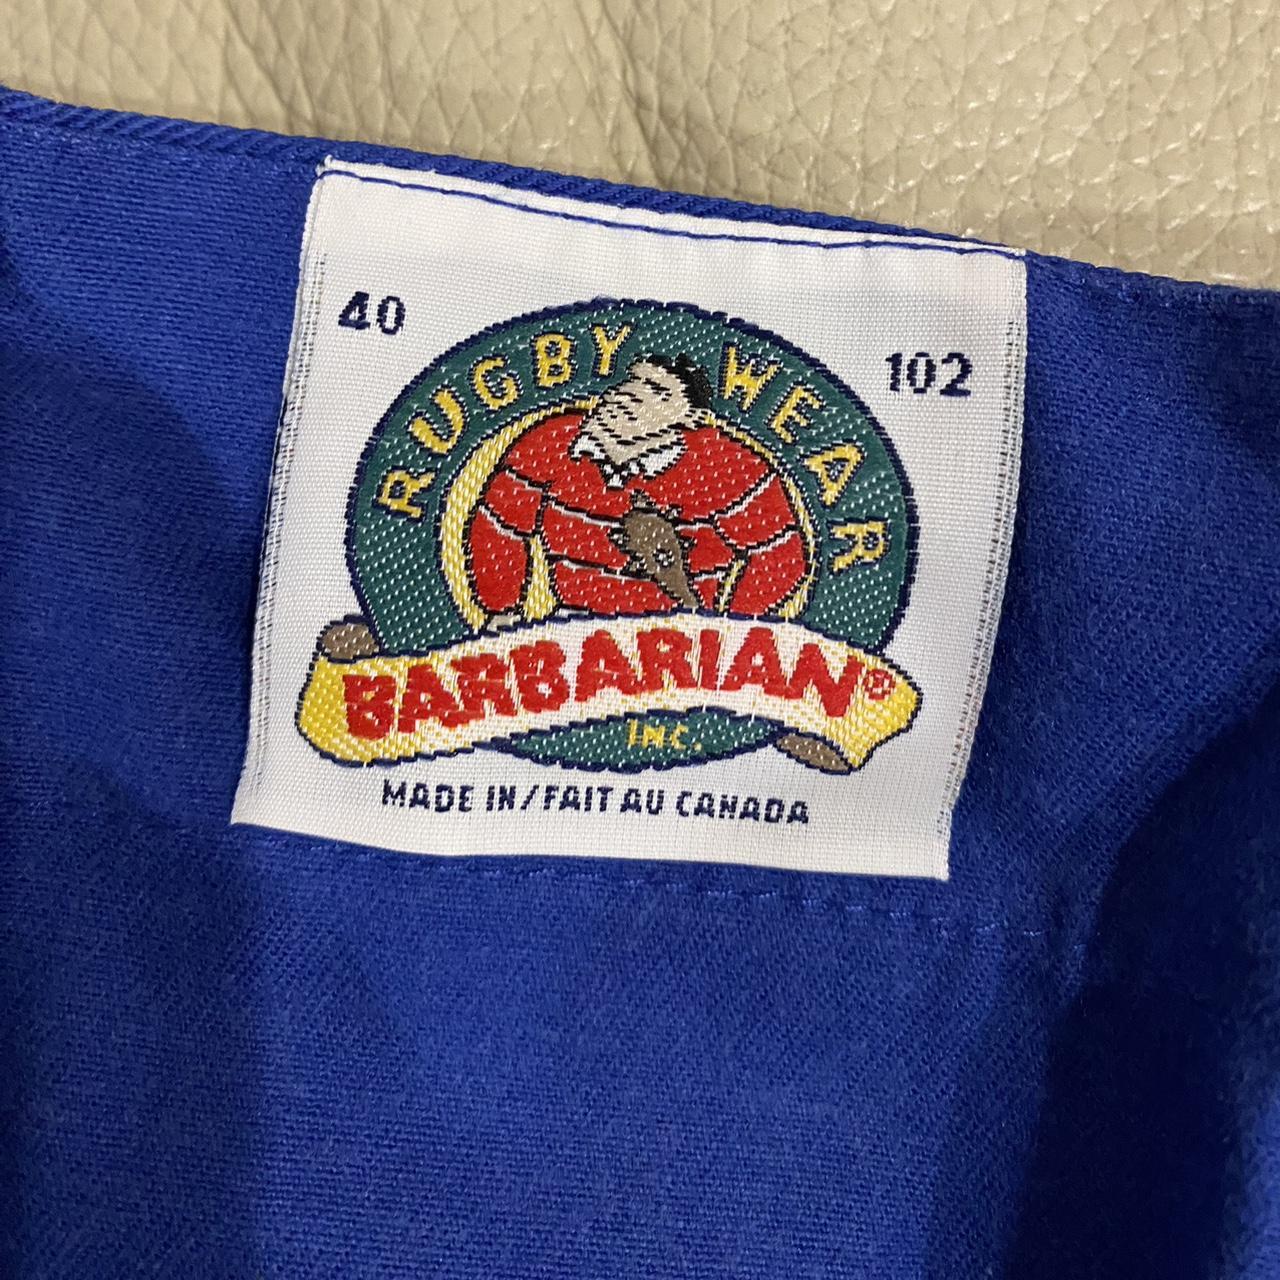 40
102
RUGBY WEAR
BARBARIAN®
INC.
MADE IN/FAIT AU CANADA